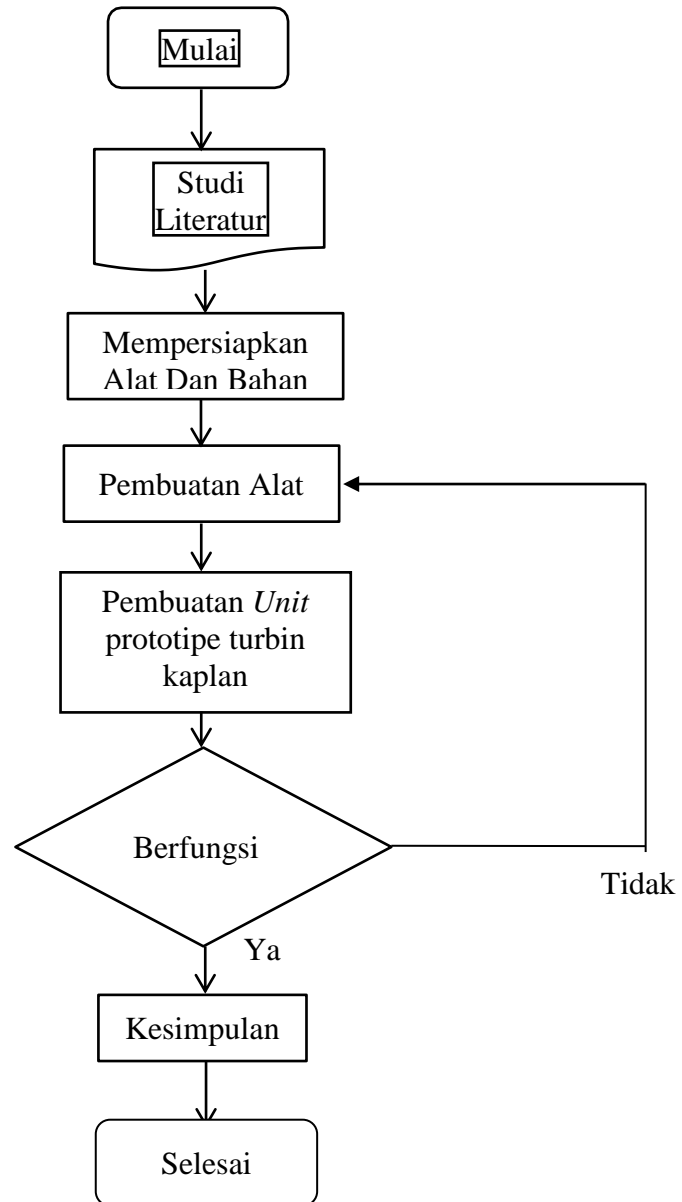 Mulai
Studi
Literatur
Mempersiapkan
Alat Dan Bahan
Pembuatan Alat
Pembuatan Unit
prototipe turbin
kaplan
Berfungsi
Tidak
Ya
Kesimpulan
Selesai